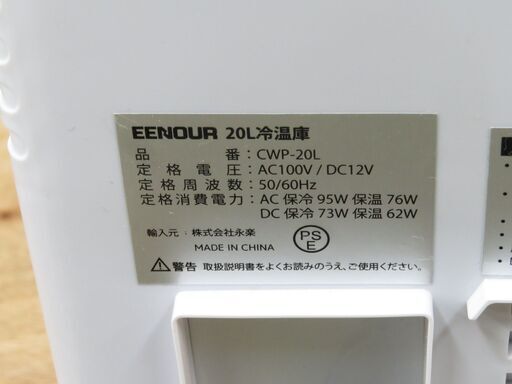 EENOUR 20L冷温庫
品番：CWP-20L
定格電圧：AC100V / DC12V
定格周波数：50/60Hz
定格消費電力：AC 保冷 95W 保温 76W
DC 保冷 73W 保温 62W
輸入元：株式会社永楽
MADE IN CHINA
PS
E
警告 取扱説明書をよくお読みのうえ、ご使用ください。